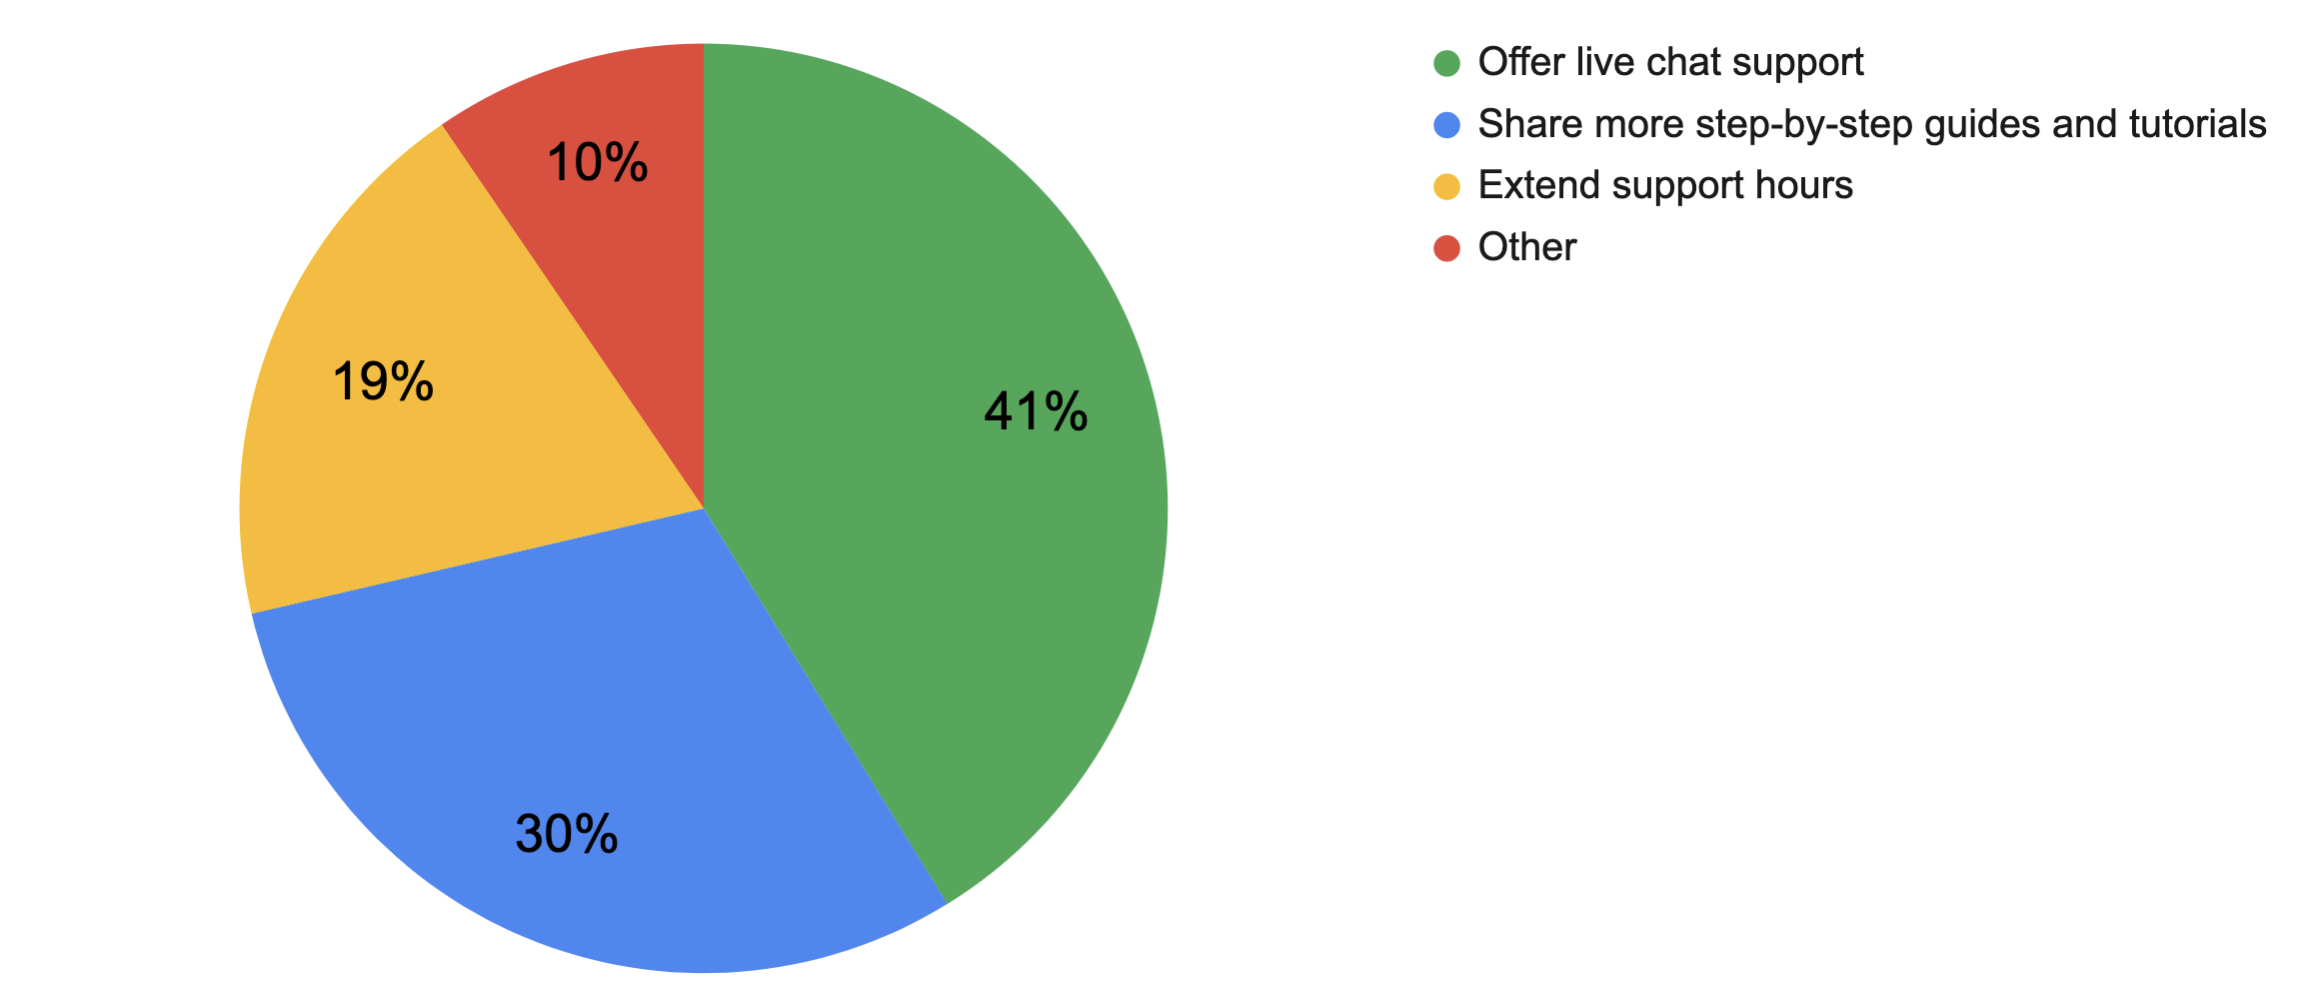 10%
19%
41%
30%
Offer live chat support
Share more step-by-step guides and tutorials
Extend support hours
Other